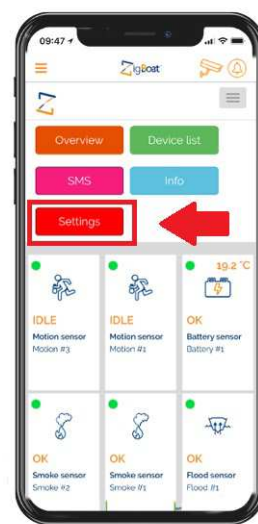 09:47
ZigBoat
Overview
Device list
SMS
Info
Settings
19.2 °C
IDLE
IDLE
OK
Motion sensor
Motion sensor
Battery sensor
Motion #3
Motion #1
Battery #1
OK
OK
OK
Smoke sensor
Smoke sensor
Flood sensor
Smoke #2
Smoke #1
Flood #1